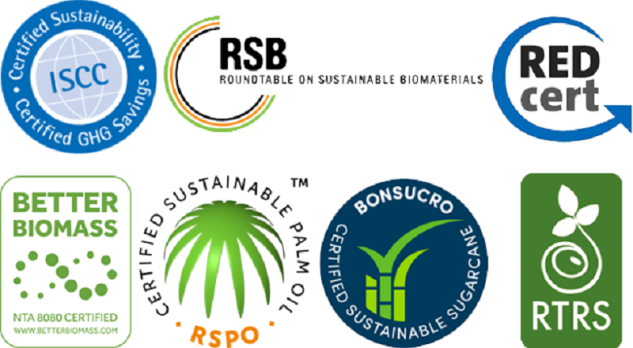 • Certified Sustainability •
ISCC
Certified GHG Savings
RSB
ROUNDTABLE ON SUSTAINABLE BIOMATERIALS
RED
cert
BETTER
BIOMASS
NTA 8080 CERTIFIED
WWW.BETTERBIOMASS.COM
CERTIFIED SUSTAINABLE PALM OIL ™
• RSPO •
BONSUCRO
CERTIFIED SUSTAINABLE SUGARCANE
RTRS